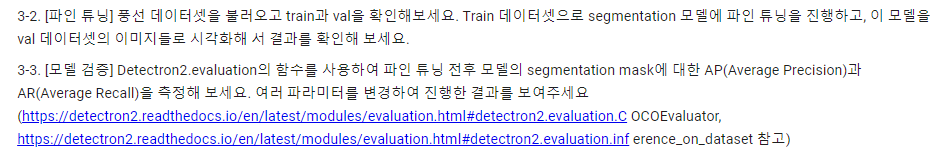 3-2. [파인 튜닝] 풍선 데이터셋을 불러오고 train과 val을 확인해보세요. Train 데이터셋으로 segmentation 모델에 파인 튜닝을 진행하고, 이 모델을
val 데이터셋의 이미지들로 시각화해 서 결과를 확인해 보세요.
3-3. [모델 검증] Detectron2.evaluation의 함수를 사용하여 파인 튜닝 전후 모델의 segmentation mask에 대한 AP(Average Precision)과
AR(Average Recall)을 측정해 보세요. 여러 파라미터를 변경하여 진행한 결과를 보여주세요
(https://detectron2.readthedocs.io/en/latest/modules/evaluation.html#detectron2.evaluation.C OCOEvaluator,
https://detectron2.readthedocs.io/en/latest/modules/evaluation.html#detectron2.evaluation.inf erence_on_dataset 참고)